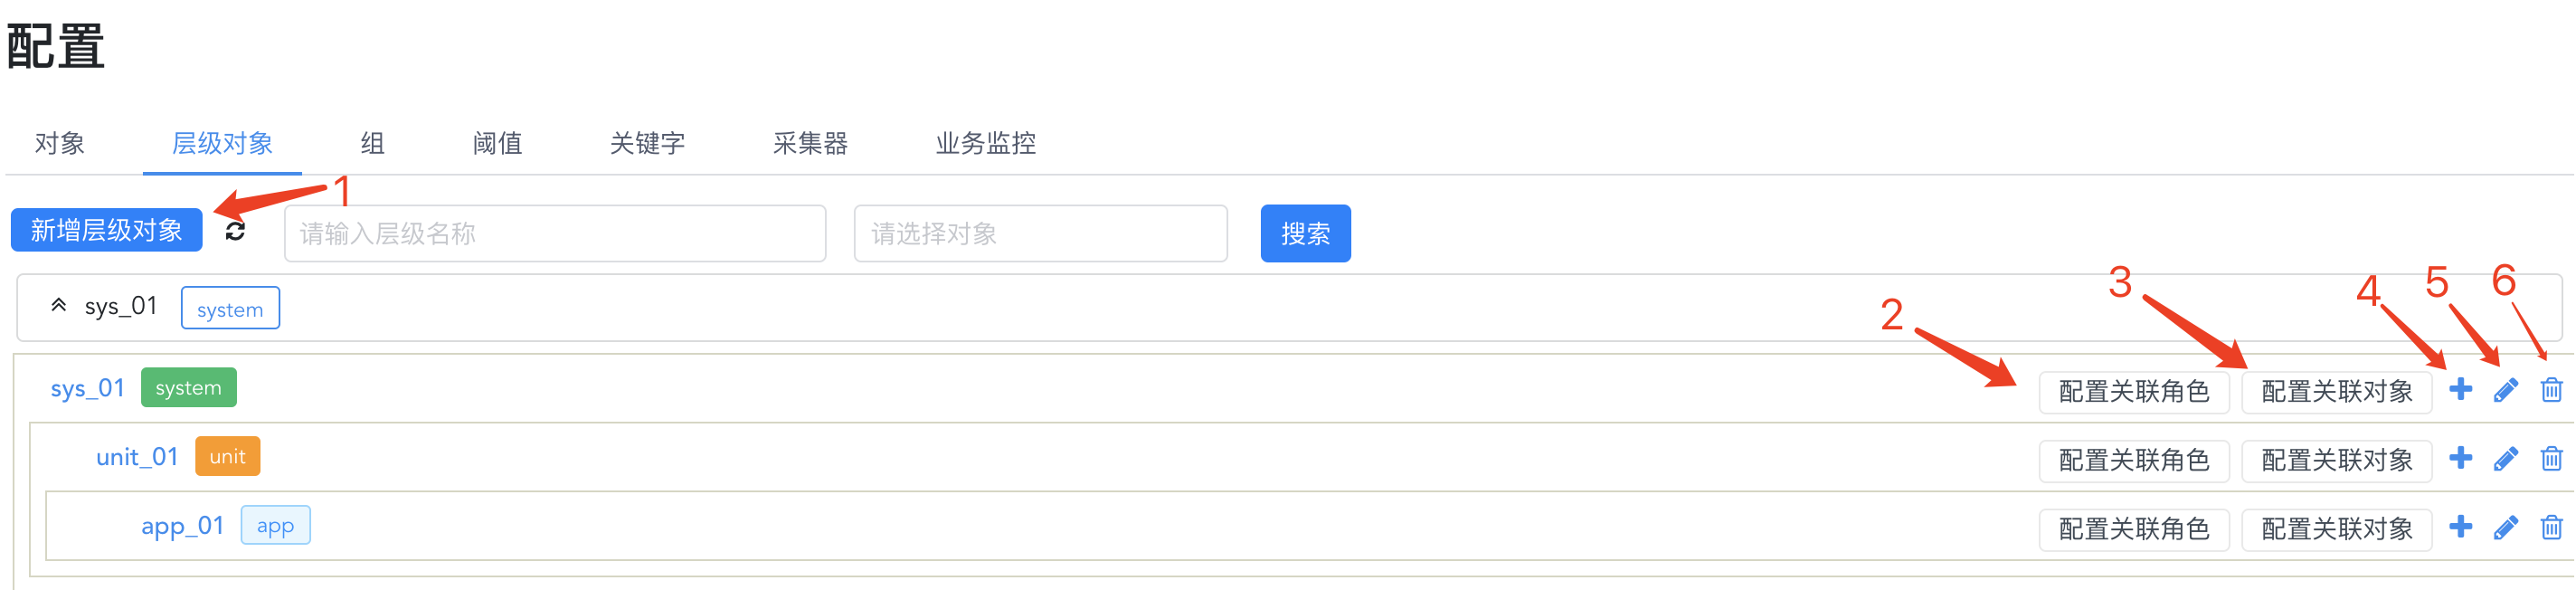 配置
对象 层级对象 组 阈值 关键字 采集器 业务监控
1
新增层级对象 请输入层级名称 请选择对象 搜索
2 3 4 5 6
sys_01 system
sys_01 system 配置关联角色 配置关联对象
unit_01 unit 配置关联角色 配置关联对象
app_01 app 配置关联角色 配置关联对象